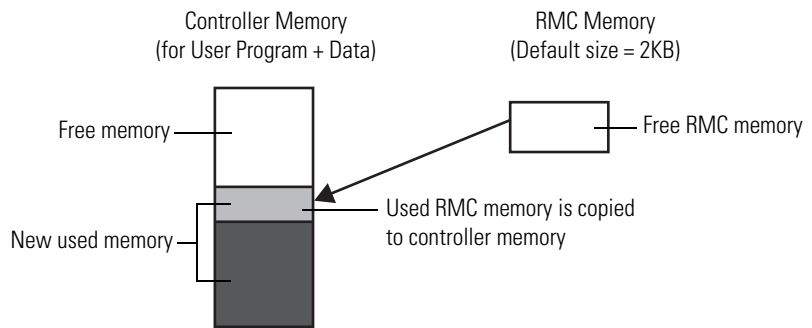 Controller Memory
(for User Program + Data)
RMC Memory
(Default size = 2KB)
Free memory
Free RMC memory
Used RMC memory is copied
to controller memory
New used memory